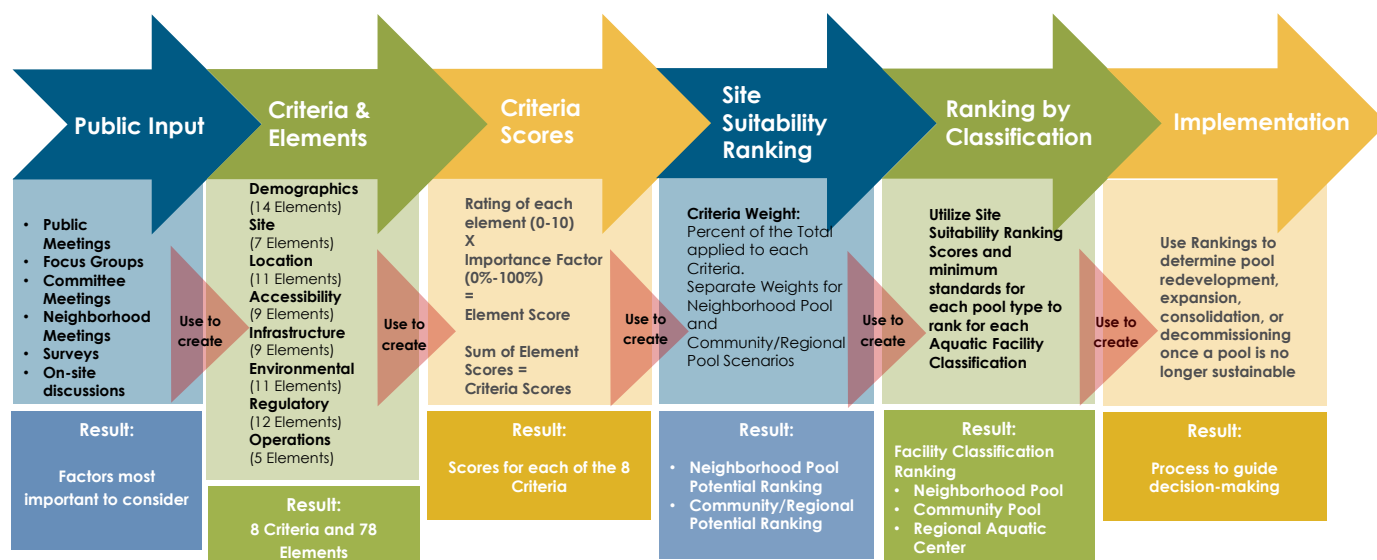 Public Input
• Public
Meetings
• Focus Groups
• Committee
Meetings
• Neighborhood
Meetings
• Surveys
• On-site
discussions
Result:
Factors most
important to consider
Use to
create
Criteria &
Elements
Demographics
(14 Elements)
Site
(7 Elements)
Location
(11 Elements)
Accessibility
(9 Elements)
Infrastructure
(9 Elements)
Environmental
(11 Elements)
Regulatory
(12 Elements)
Operations
(5 Elements)
Result:
8 Criteria and 78
Elements
Use to
create
Criteria
Scores
Rating of each
element (0-10)
X
Importance Factor
(0%-100%)
=
Element Score
Sum of Element
Scores =
Criteria Scores
Result:
Scores for each of the 8
Criteria
Use to
create
Site
Suitability
Ranking
Criteria Weight:
Percent of the Total
applied to each
Criteria.
Separate Weights for
Neighborhood Pool
and
Community/Regional
Pool Scenarios
Result:
• Neighborhood Pool
Potential Ranking
• Community/Regional
Potential Ranking
Use to
create
Ranking by
Classification
Utilize Site
Suitability Ranking
Scores and
minimum
standards for
each pool type to
rank for each
Aquatic Facility
Classification
Result:
Facility Classification
Ranking
• Neighborhood Pool
• Community Pool
• Regional Aquatic
Center
Use to
create
Implementation
Use Rankings to
determine pool
redevelopment,
expansion,
consolidation, or
decommissioning
once a pool is no
longer sustainable
Result:
Process to guide
decision-making